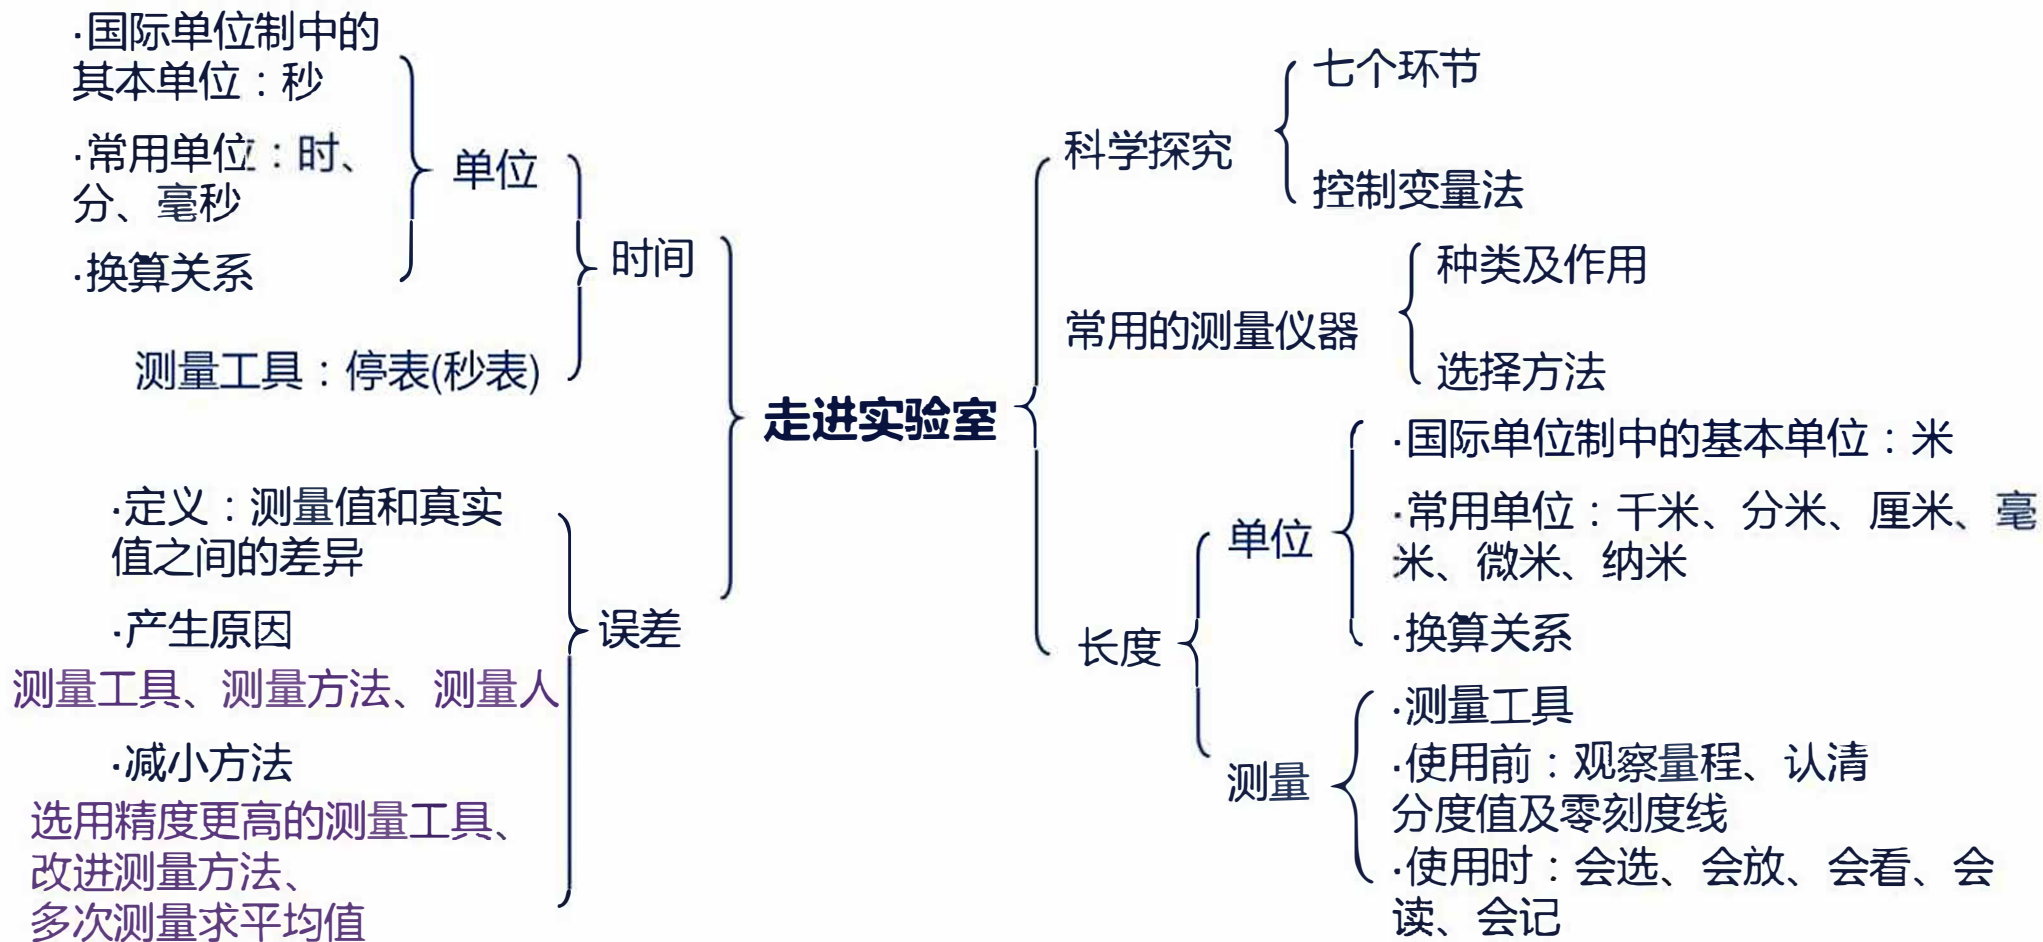 ·国际单位制中的
基本单位：秒
·常用单位：时、
分、毫秒
·换算关系
单位
测量工具：停表(秒表)
时间
·定义：测量值和真实
值之间的差异
·产生原因
测量工具、测量方法、测量人
·减小方法
选用精度更高的测量工具、
改进测量方法、
多次测量求平均值
误差
走进实验室
科学探究
七个环节
控制变量法
常用的测量仪器
种类及作用
选择方法
长度
单位
·国际单位制中的基本单位：米
·常用单位：千米、分米、厘米、毫
米、微米、纳米
·换算关系
测量
·测量工具
·使用前：观察量程、认清
分度值及零刻度线
·使用时：会选、会放、会看、会
读、会记